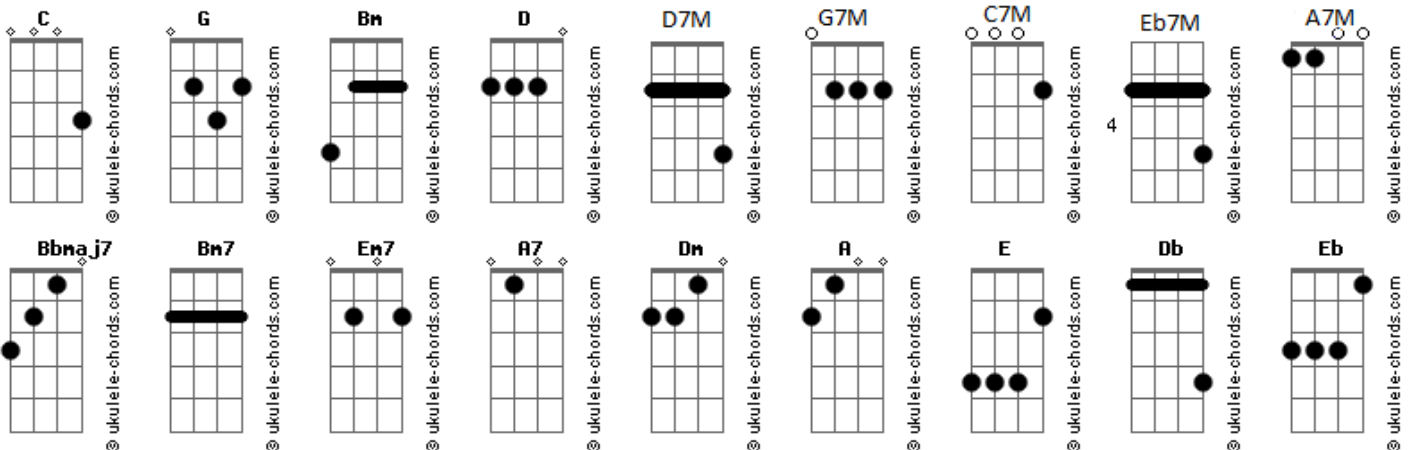 C G Bm D D7M G7M C7M Eb7M A7M
© ukulele-chords.com © ukulele-chords.com © ukulele-chords.com © ukulele-chords.com © ukulele-chords.com © ukulele-chords.com © ukulele-chords.com 4 © ukulele-chords.com © ukulele-chords.com
Bbmaj7 Bm7 Em7 A7 Dm A E Db Eb
© ukulele-chords.com © ukulele-chords.com © ukulele-chords.com © ukulele-chords.com © ukulele-chords.com © ukulele-chords.com © ukulele-chords.com © ukulele-chords.com © ukulele-chords.com